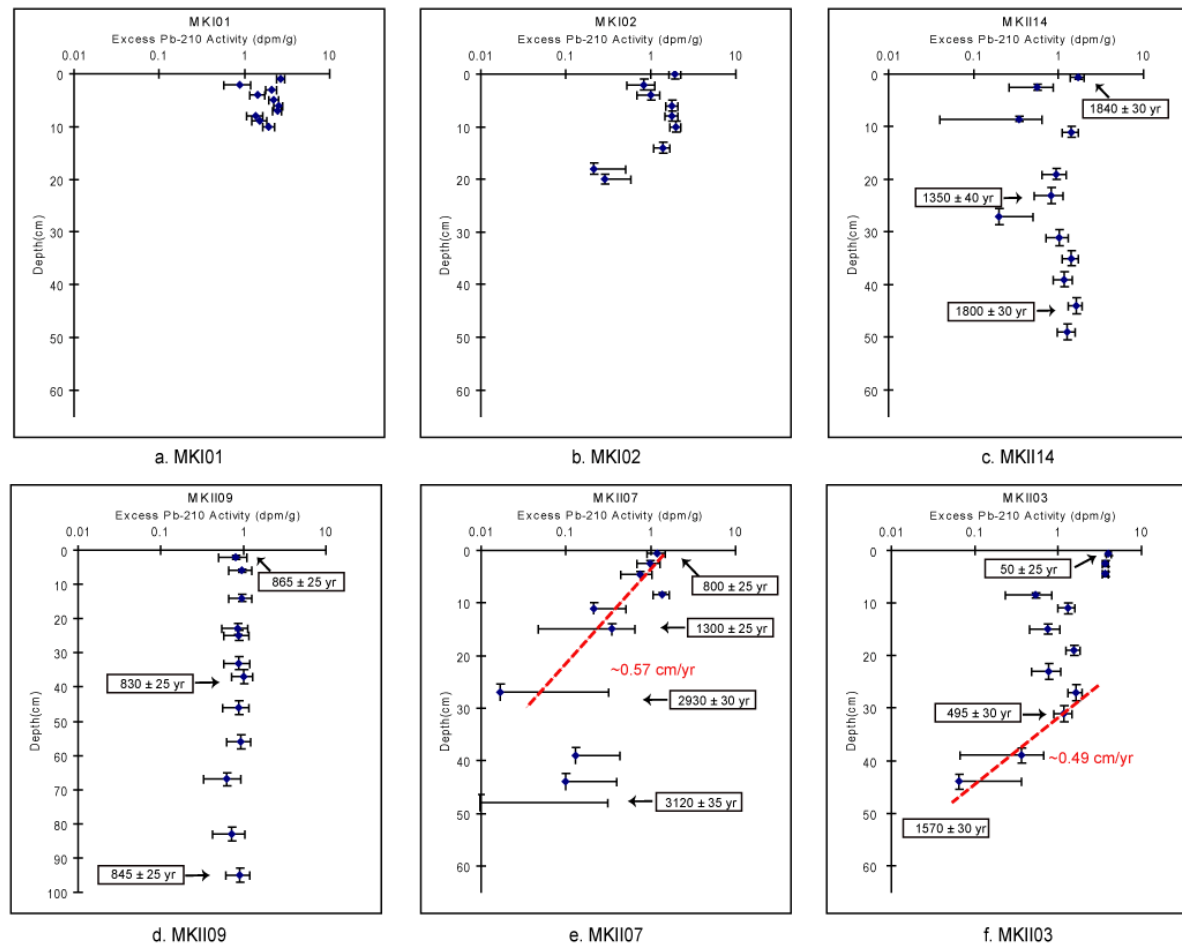 MKI01
Excess Pb-210 Activity (dpm/g)
0.01 0.1 1 10
0
10
20
30
40
50
60
Depth(cm)
a. MKI01
MKI02
Excess Pb-210 Activity (dpm/g)
0.01 0.1 1 10
0
10
20
30
40
50
60
Depth(cm)
b. MKI02
MKII14
Excess Pb-210 Activity (dpm/g)
0.01 0.1 1 10
0
10
20
30
40
50
60
Depth(cm)
1840 ± 30 yr
1350 ± 40 yr
1800 ± 30 yr
c. MKII14
MKII09
Excess Pb-210 Activity (dpm/g)
0.01 0.1 1 10
0
10
20
30
40
50
60
70
80
90
100
Depth(cm)
865 ± 25 yr
830 ± 25 yr
845 ± 25 yr
d. MKII09
MKII07
Excess Pb-210 Activity (dpm/g)
0.01 0.1 1 10
0
10
20
30
40
50
60
Depth(cm)
800 ± 25 yr
1300 ± 25 yr
~0.57 cm/yr
2930 ± 30 yr
3120 ± 35 yr
e. MKII07
MKII03
Excess Pb-210 Activity (dpm/g)
0.01 0.1 1 10
0
10
20
30
40
50
60
Depth(cm)
50 ± 25 yr
495 ± 30 yr
~0.49 cm/yr
1570 ± 30 yr
f. MKII03